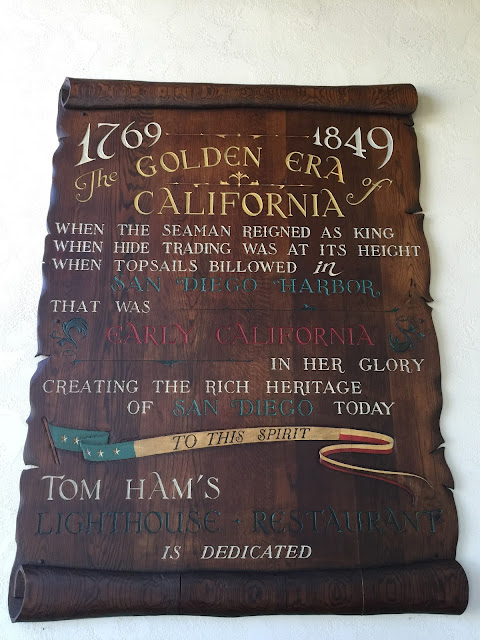 1769 1849
The GOLDEN ERA of
CALIFORNIA
WHEN THE SEAMAN REIGNED AS KING
WHEN HIDE TRADING WAS AT ITS HEIGHT
WHEN TOPSAILS BILLOWED in
SAN DIEGO HARBOR,
THAT WAS
EARLY CALIFORNIA
IN HER GLORY
CREATING THE RICH HERITAGE
OF SAN DIEGO TODAY
TO THIS SPIRIT
TOM HAM'S
LIGHTHOUSE - RESTAURANT
IS DEDICATED